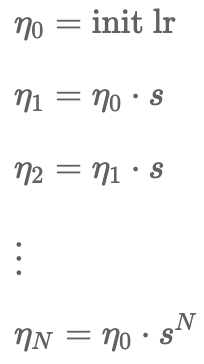 η₀ = init lr
η₁ = η₀ · s
η₂ = η₁ · s
⋮
η_N = η₀ · s^N